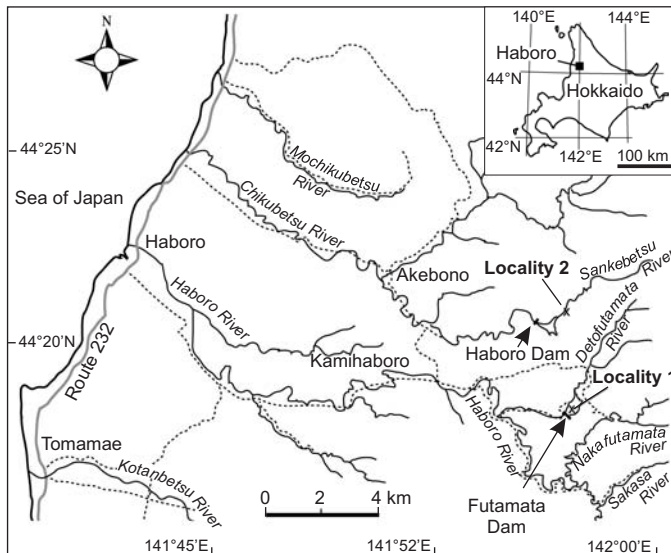 N
140°E
144°E
Haboro
44°N
Hokkaido
42°N
142°E
100 km
44°25'N
Mochikubetsu
River
Sea of Japan
Chikubetsu River
Haboro
Akebono
Locality 2
Sankebetsu
River
Haboro River
Detofutamata
River
44°20'N
Route 232
Kamihaboro
Haboro Dam
Locality 1
Haboro River
Tomamae
Nakafutamata
River
Kotanbetsu River
Sakasa
River
0 2 4 km
Futamata
Dam
141°45'E
141°52'E
142°00'E